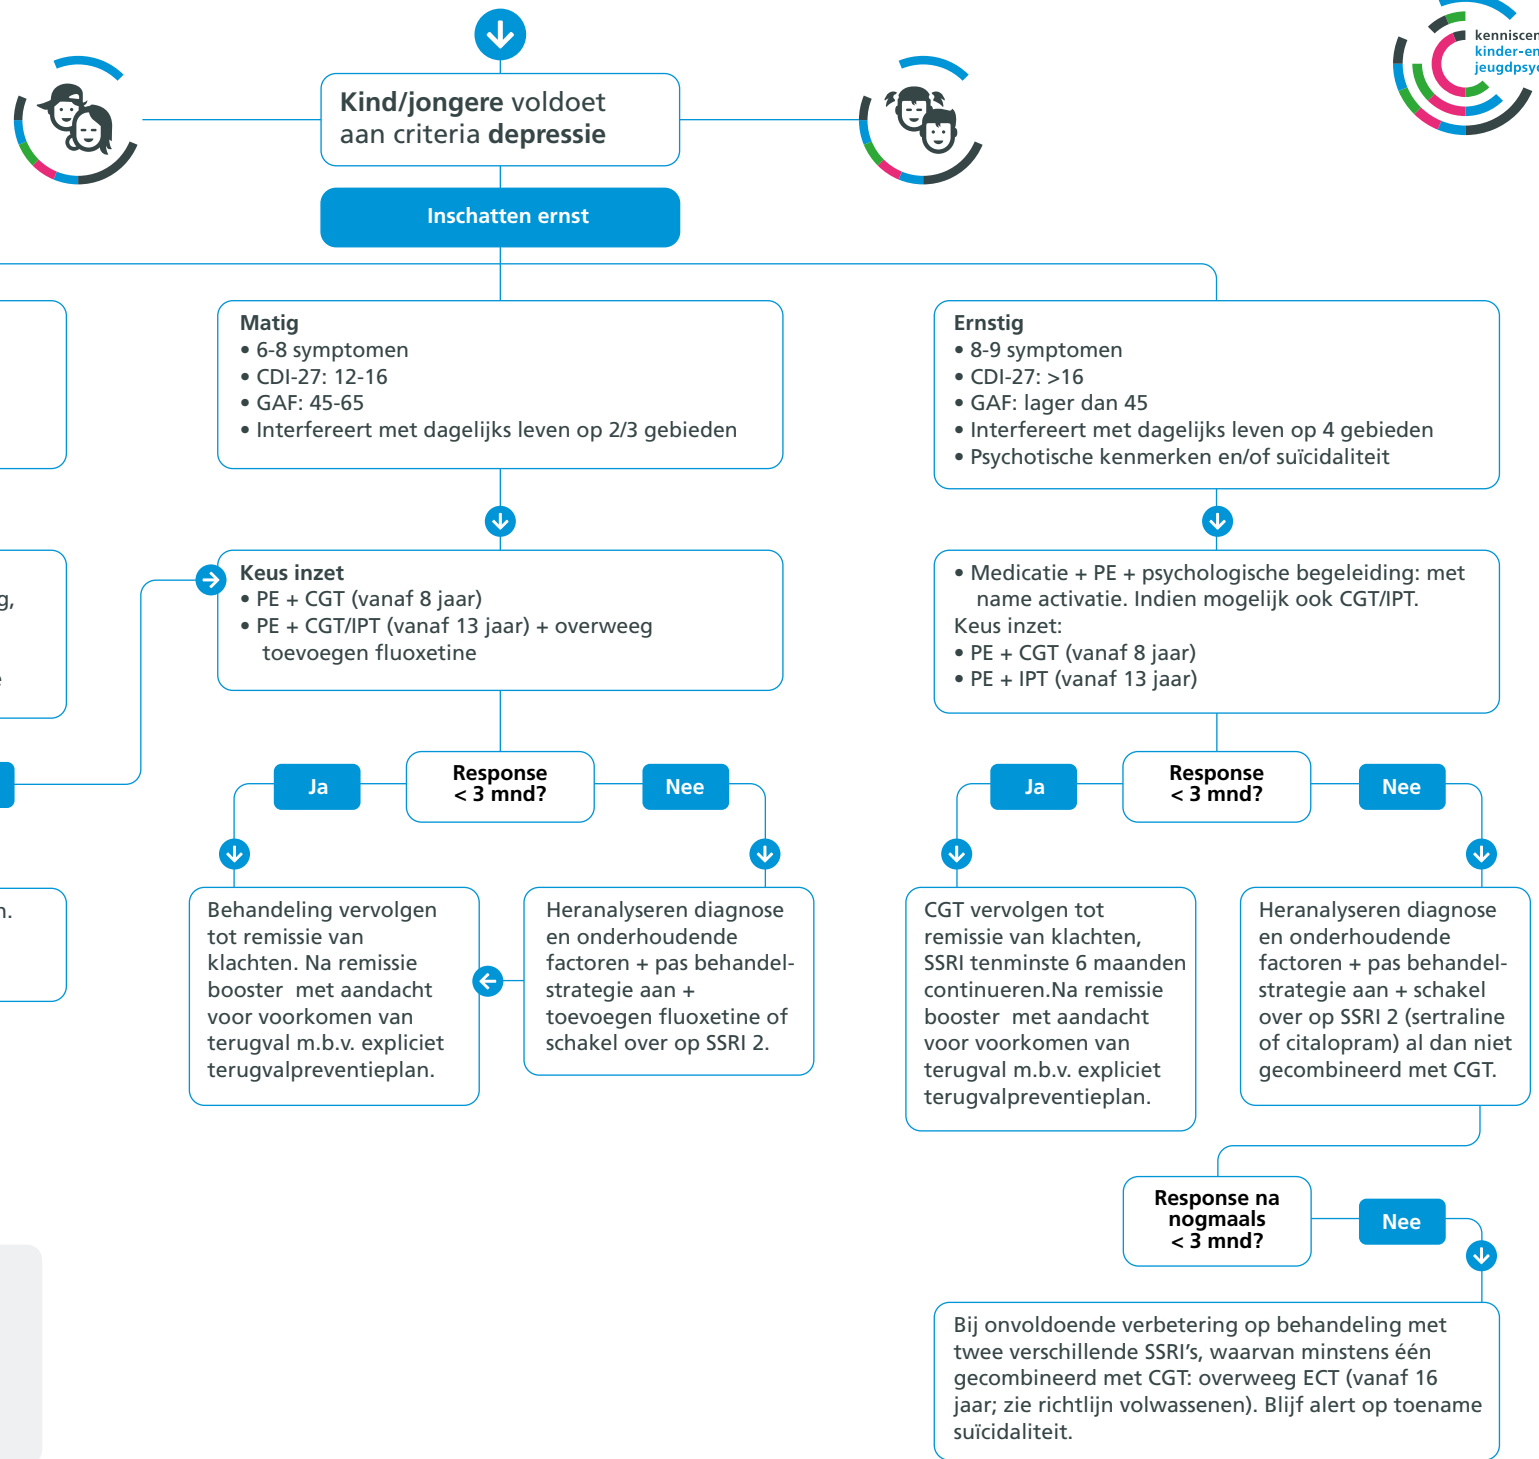 kinder-en
Kind/jongere voldoet
aan criteria depressie
Inschatten ernst
Matig
• 6-8 symptomen
• CDI-27: 12-16
• GAF: 45-65
• Interfereert met dagelijks leven op 2/3 gebieden
Ernstig
• 8-9 symptomen
• CDI-27: >16
• GAF: lager dan 45
• Interfereert met dagelijks leven op 4 gebieden
• Psychotische kenmerken en/of suïcidaliteit
Keus inzet
• PE + CGT (vanaf 8 jaar)
• PE + CGT/IPT (vanaf 13 jaar) + overweeg
toevoegen fluoxetine
• Medicatie + PE + psychologische begeleiding: met
name activatie. Indien mogelijk ook CGT/IPT.
Keus inzet:
• PE + CGT (vanaf 8 jaar)
• PE + IPT (vanaf 13 jaar)
Ja
Response
< 3 mnd?
Nee
Behandeling vervolgen
tot remissie van
klachten. Na remissie
booster met aandacht
voor voorkomen van
terugval m.b.v. expliciet
terugvalpreventieplan.
Heranalyseren diagnose
en onderhoudende
factoren + pas behandel-
strategie aan +
toevoegen fluoxetine of
schakel over op SSRI 2.
Ja
Response
< 3 mnd?
Nee
CGT vervolgen tot
remissie van klachten,
SSRI tenminste 6 maanden
continueren.Na remissie
booster met aandacht
voor voorkomen van
terugval m.b.v. expliciet
terugvalpreventieplan.
Heranalyseren diagnose
en onderhoudende
factoren + pas behandel-
strategie aan + schakel
over op SSRI 2 (sertraline
of citalopram) al dan niet
gecombineerd met CGT.
Response na
nogmaals
< 3 mnd?
Nee
Bij onvoldoende verbetering op behandeling met
twee verschillende SSRI's, waarvan minstens één
gecombineerd met CGT: overweeg ECT (vanaf 16
jaar; zie richtlijn volwassenen). Blijf alert op toename
suïcidaliteit.